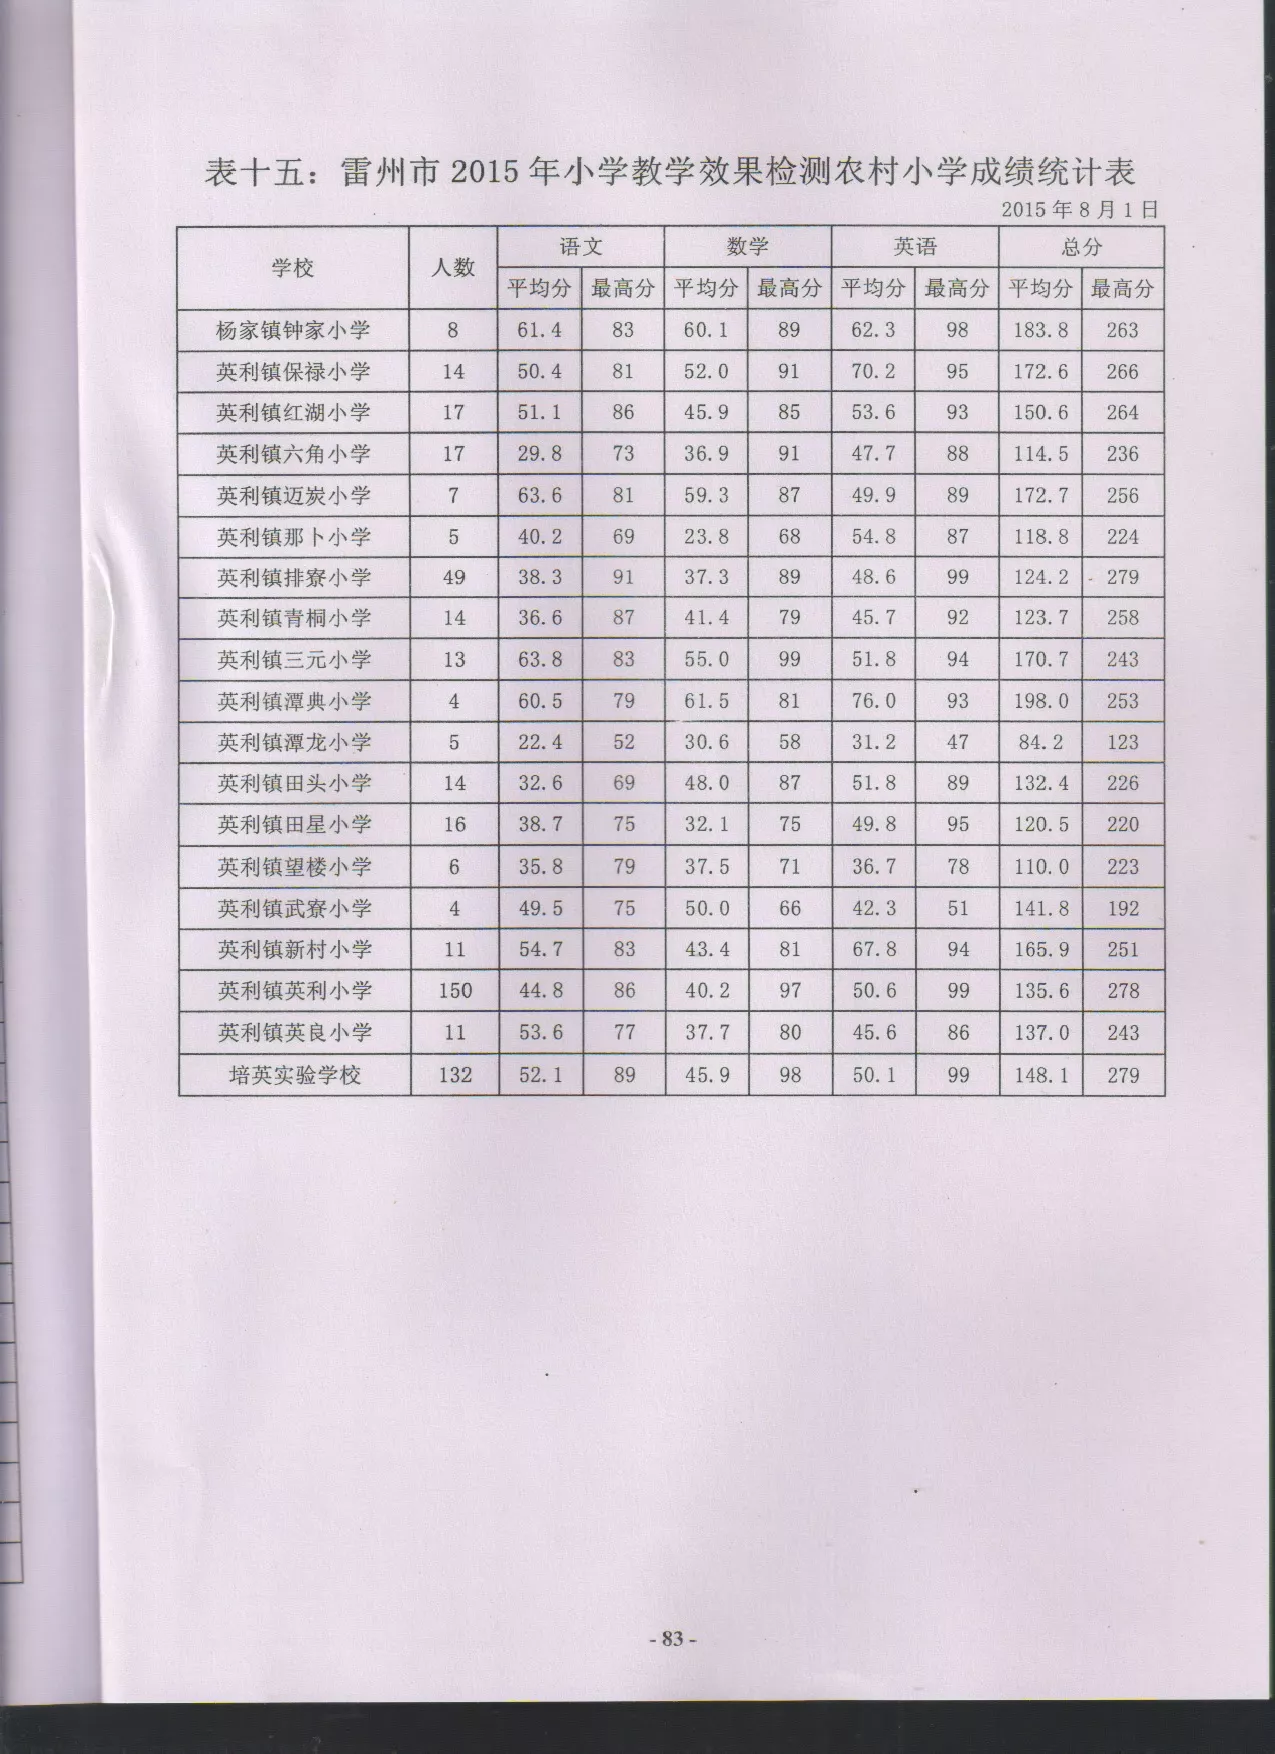 表十五：雷州市 2015 年小学教学效果检测农村小学成绩统计表
2015 年 8 月 1 日
学校 人数 语文 数学 英语 总分
平均分 最高分 平均分 最高分 平均分 最高分 平均分 最高分
杨家镇钟家小学 8 61.4 83 60.1 89 62.3 98 183.8 263
英利镇保禄小学 14 50.4 81 52.0 91 70.2 95 172.6 266
英利镇红湖小学 17 51.1 86 45.9 85 53.6 93 150.6 264
英利镇六角小学 17 29.8 73 36.9 91 47.7 88 114.5 236
英利镇迈炭小学 7 63.6 81 59.3 87 49.9 89 172.7 256
英利镇那卜小学 5 40.2 69 23.8 68 54.8 87 118.8 224
英利镇排寮小学 49 38.3 91 37.3 89 48.6 99 124.2 279
英利镇青桐小学 14 36.6 87 41.4 79 45.7 92 123.7 258
英利镇三元小学 13 63.8 83 55.0 99 51.8 94 170.7 243
英利镇潭典小学 4 60.5 79 61.5 81 76.0 93 198.0 253
英利镇潭龙小学 5 22.4 52 30.6 58 31.2 47 84.2 123
英利镇田头小学 14 32.6 69 48.0 87 51.8 89 132.4 226
英利镇田星小学 16 38.7 75 32.1 75 49.8 95 120.5 220
英利镇望楼小学 6 35.8 79 37.5 71 36.7 78 110.0 223
英利镇武寮小学 4 49.5 75 50.0 66 42.3 51 141.8 192
英利镇新村小学 11 54.7 83 43.4 81 67.8 94 165.9 251
英利镇英利小学 150 44.8 86 40.2 97 50.6 99 135.6 278
英利镇英良小学 11 53.6 77 37.7 80 45.6 86 137.0 243
培英实验学校 132 52.1 89 45.9 98 50.1 99 148.1 279
- 83 -